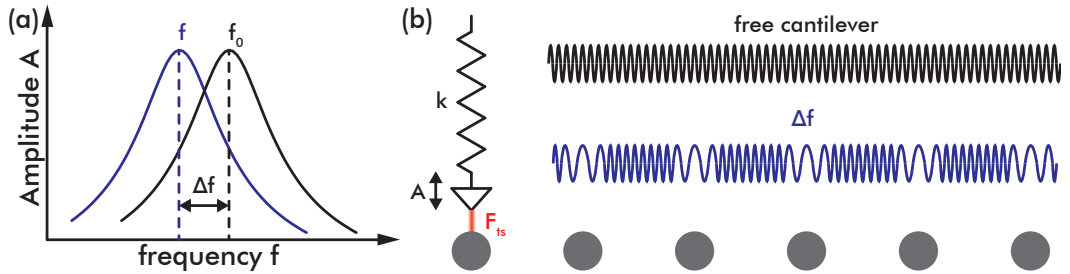 (a)
f
f₀
Amplitude A
Δf
frequency f
(b)
k
A
Fₜₛ
free cantilever
Δf